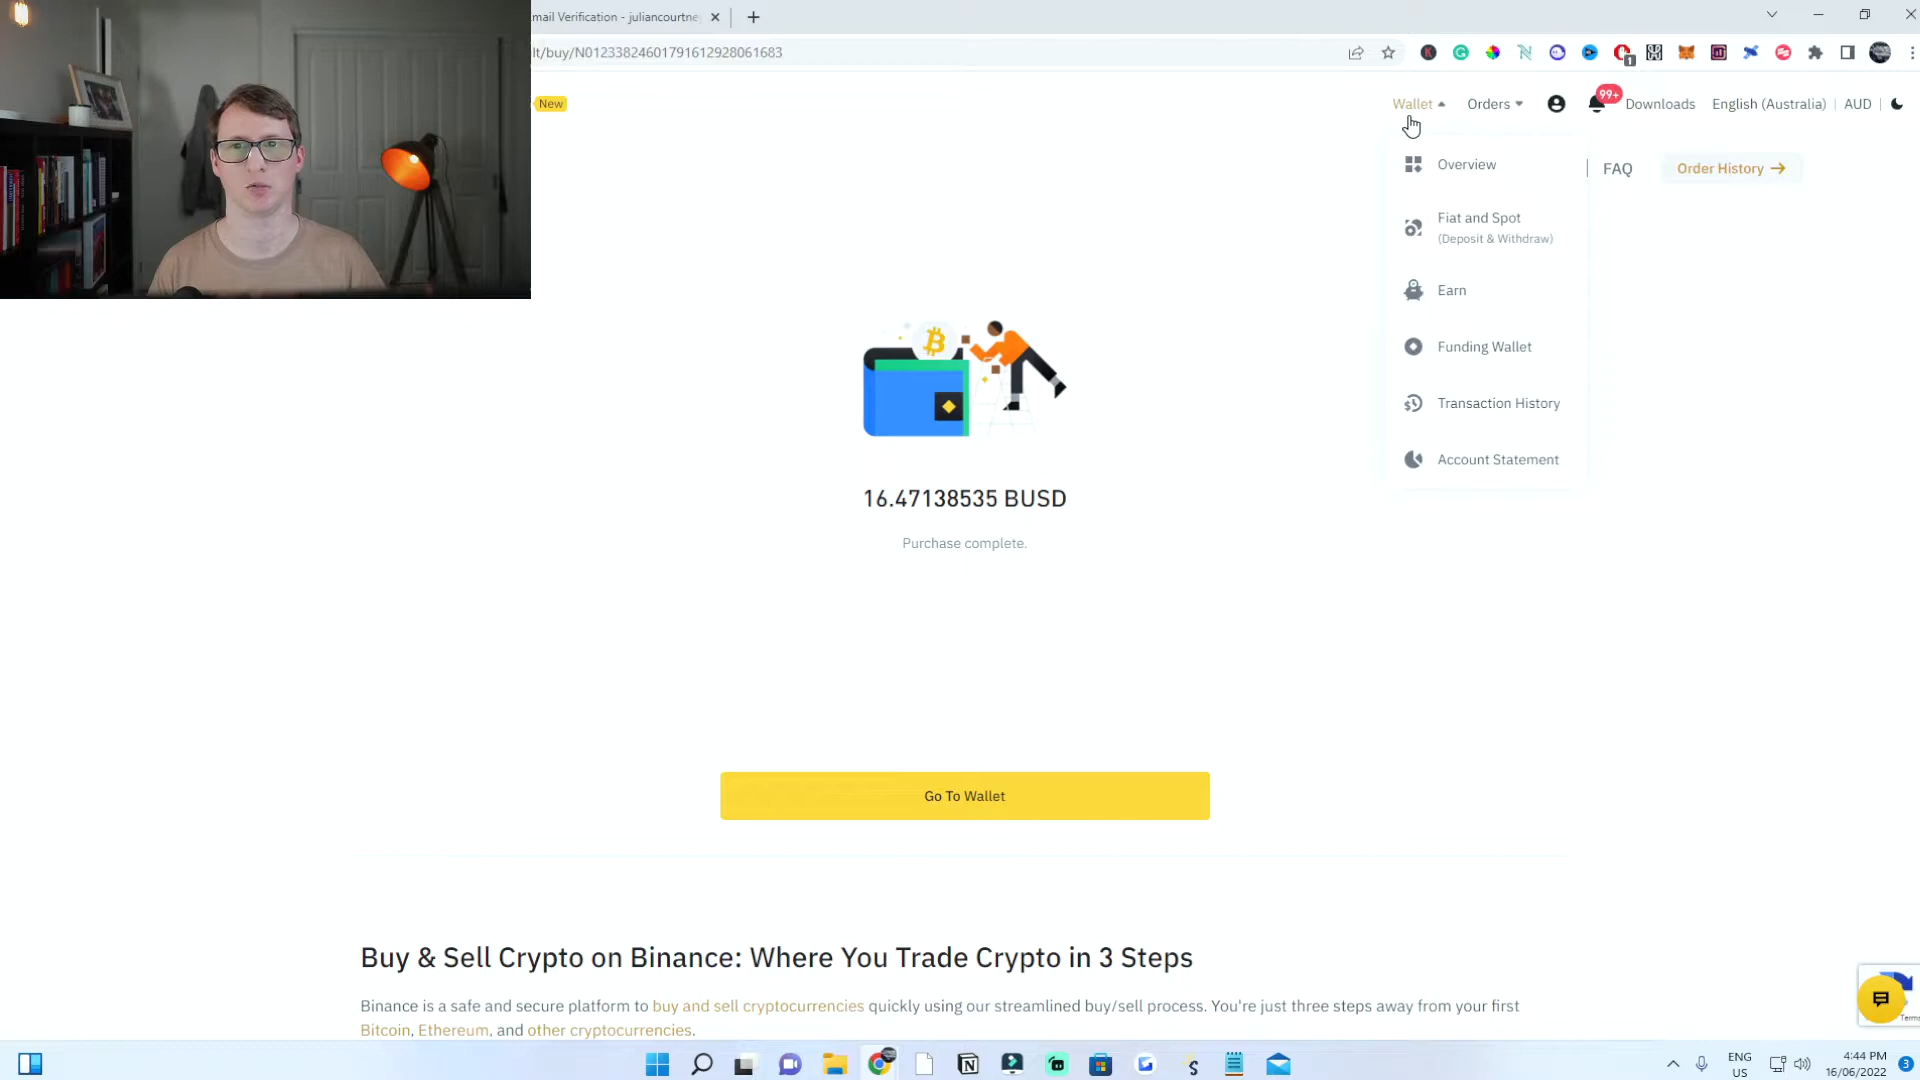 mail Verification - juliancourtne
lt/buy/N01233824601791612928061683
1
New
Wallet
Orders
99+
Downloads
English (Australia)
AUD
Overview
FAQ
Order History
Fiat and Spot
(Deposit & Withdraw)
Earn
Funding Wallet
Transaction History
Account Statement
16.47138535 BUSD
Purchase complete.
Go To Wallet
Buy & Sell Crypto on Binance: Where You Trade Crypto in 3 Steps
Binance is a safe and secure platform to buy and sell cryptocurrencies quickly using our streamlined buy/sell process. You're just three steps away from your first
Bitcoin, Ethereum, and other cryptocurrencies.
Terms
ENG
US
4:44 PM
16/06/2022
3